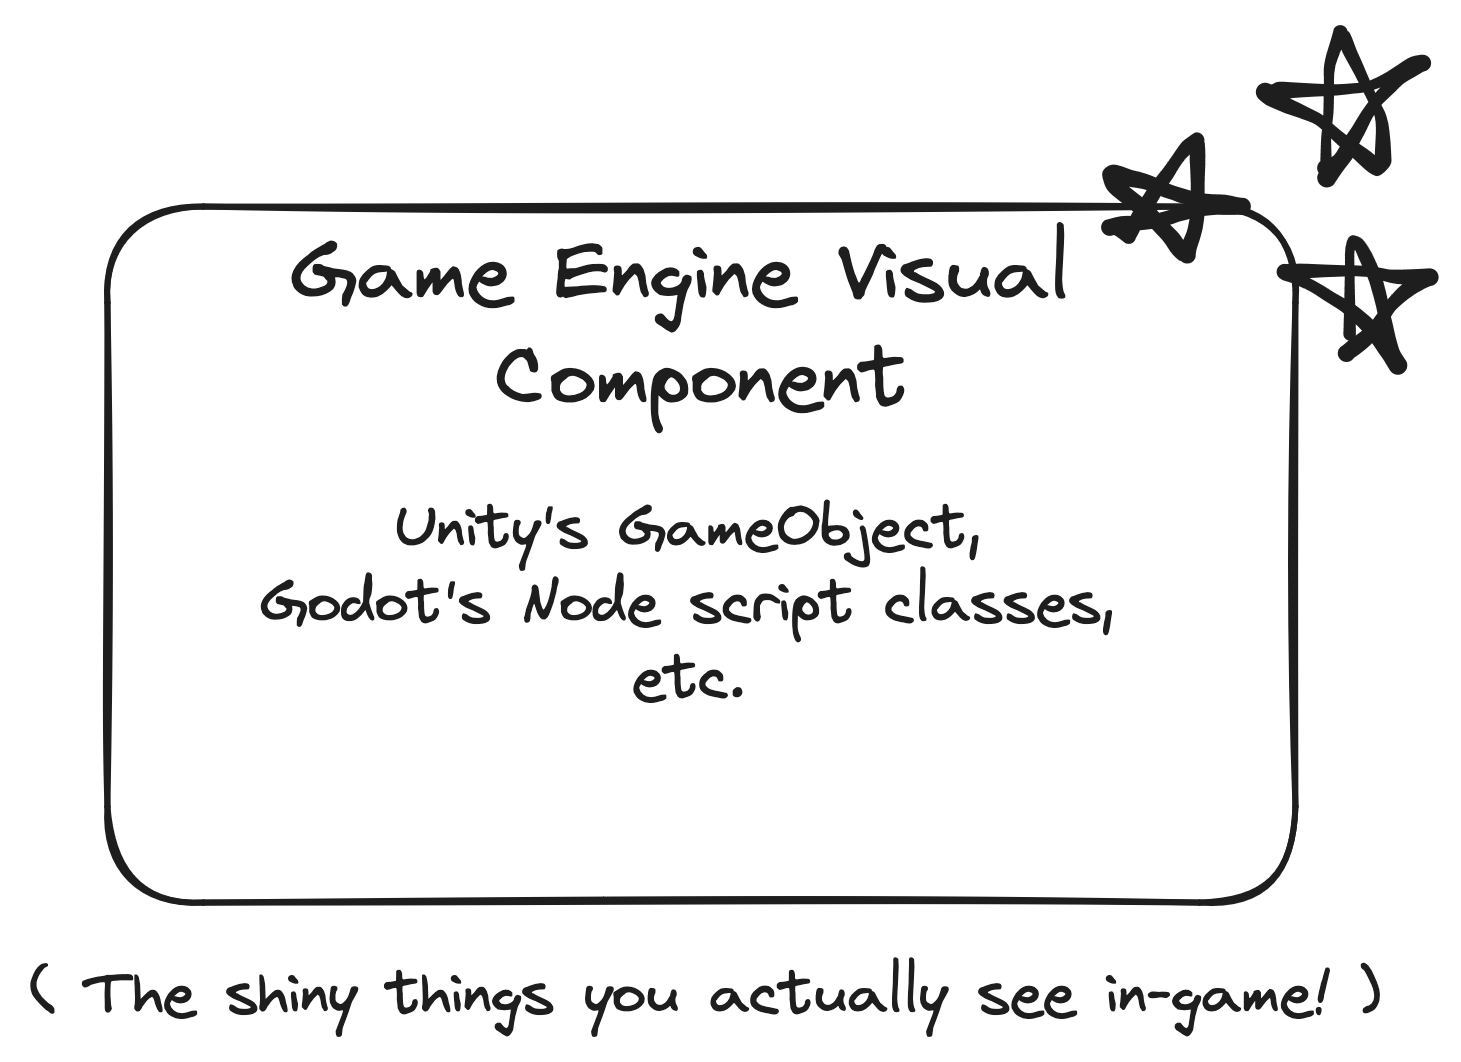 Game Engine Visual
Component
Unity's GameObject,
Godot's Node script classes,
etc.
( The shiny things you actually see in-game! )